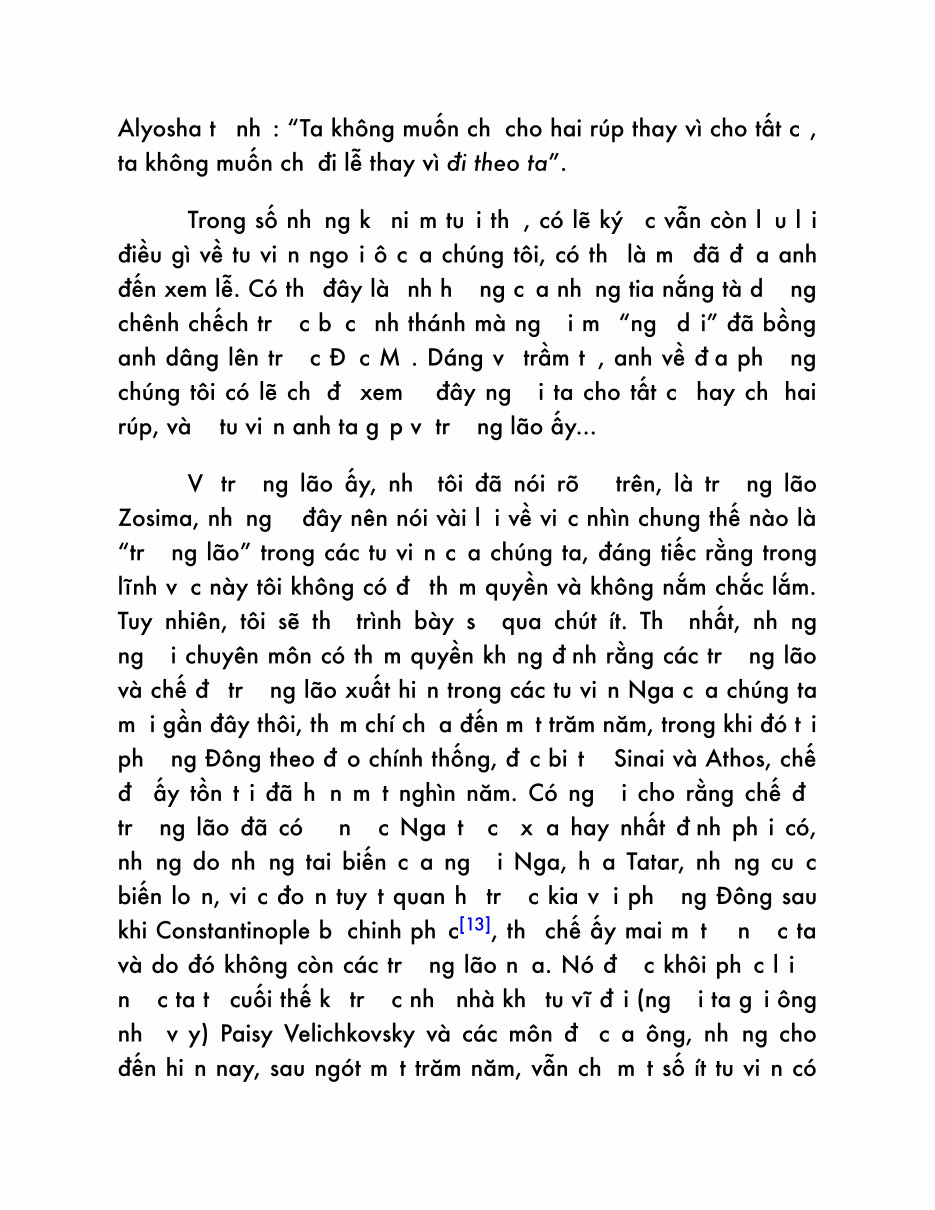 Alyosha t nh : “Ta không muốn ch cho hai rúp thay vì cho tất c ,
ta không muốn ch đi lễ thay vì đi theo ta”.
Trong số nh ng k ni m tu i th , có lẽ ký c vẫn còn l u l i
điều gì về tu vi n ngo i ô c a chúng tôi, có th là m đã đ a anh
đến xem lễ. Có th đây là nh h ng c a nh ng tia nắng tà d ng
chênh chếch tr c b c nh thánh mà ng i m “ng d i” đã bồng
anh dâng lên tr c Đ c M . Dáng v trầm t , anh về đ a ph ng
chúng tôi có lẽ ch đ xem đây ng i ta cho tất c hay ch hai
rúp, và tu vi n anh ta g p v tr ng lão ấy...
V tr ng lão ấy, nh tôi đã nói rõ trên, là tr ng lão
Zosima, nh ng đây nên nói vài l i về vi c nhìn chung thế nào là
“tr ng lão” trong các tu vi n c a chúng ta, đáng tiếc rằng trong
lĩnh v c này tôi không có đ th m quyền và không nắm chắc lắm.
Tuy nhiên, tôi sẽ th trình bày s qua chút ít. Th nhất, nh ng
ng i chuyên môn có th m quyền kh ng đ nh rằng các tr ng lão
và chế đ tr ng lão xuất hi n trong các tu vi n Nga c a chúng ta
m i gần đây thôi, th m chí ch a đến m t trăm năm, trong khi đó t i
ph ng Đông theo đ o chính thống, đ c bi t Sinai và Athos, chế
đ ấy tồn t i đã h n m t nghìn năm. Có ng i cho rằng chế đ
tr ng lão đã có n c Nga t c x a hay nhất đ nh ph i có,
nh ng do nh ng tai biến c a ng i Nga, h a Tatar, nh ng cu c
biến lo n, vi c đo n tuy t quan h tr c kia v i ph ng Đông sau
khi Constantinople b chinh ph c[13], th chế ấy mai m t n c ta
và do đó không còn các tr ng lão n a. Nó đ c khôi ph c l i
n c ta t cuối thế k tr c nh nhà kh tu vĩ đ i (ng i ta g i ông
nh v y) Paisy Velichkovsky và các môn đ c a ông, nh ng cho
đến hi n nay, sau ngót m t trăm năm, vẫn ch m t số ít tu vi n có